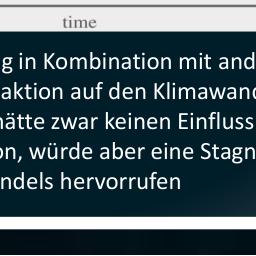 time
g in Kombination mit and
aktion auf den Klimawand
hätte zwar keinen Einfluss
on, würde aber eine Stagn
ndels hervorrufen